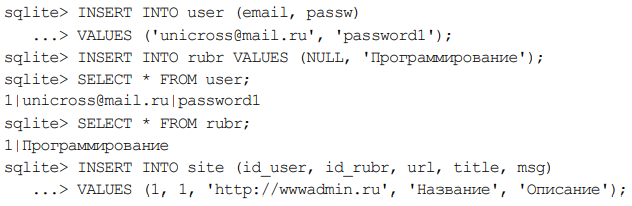 sqlite> INSERT INTO user (email, passw)
...> VALUES ('unicross@mail.ru', 'password1');
sqlite> INSERT INTO rubr VALUES (NULL, 'Программирование');
sqlite> SELECT * FROM user;
1|unicross@mail.ru|password1
sqlite> SELECT * FROM rubr;
1|Программирование
sqlite> INSERT INTO site (id_user, id_rubr, url, title, msg)
...> VALUES (1, 1, 'http://wwwadmin.ru', 'Название', 'Описание');